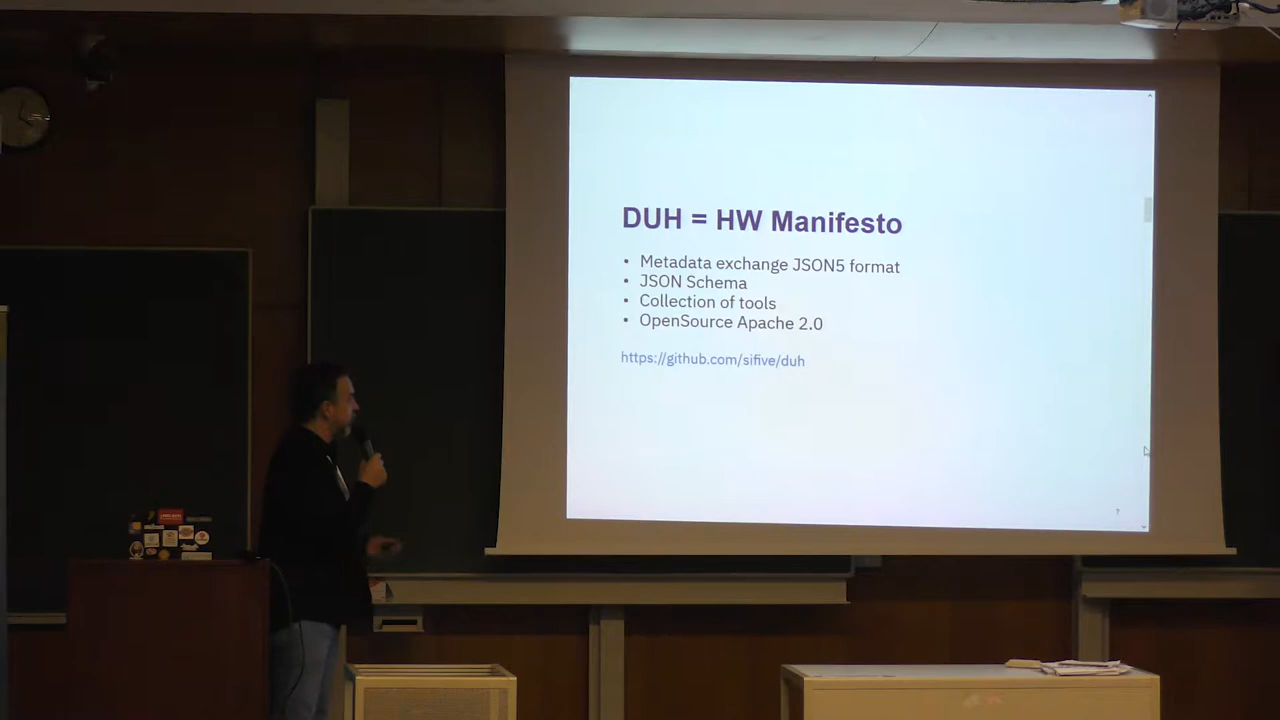 DUH = HW Manifesto
• Metadada exchange JSON5 format
• JSON Schema
• Collection of tools
• OpenSource Apache 2.0
https://github.com/sifive/duh